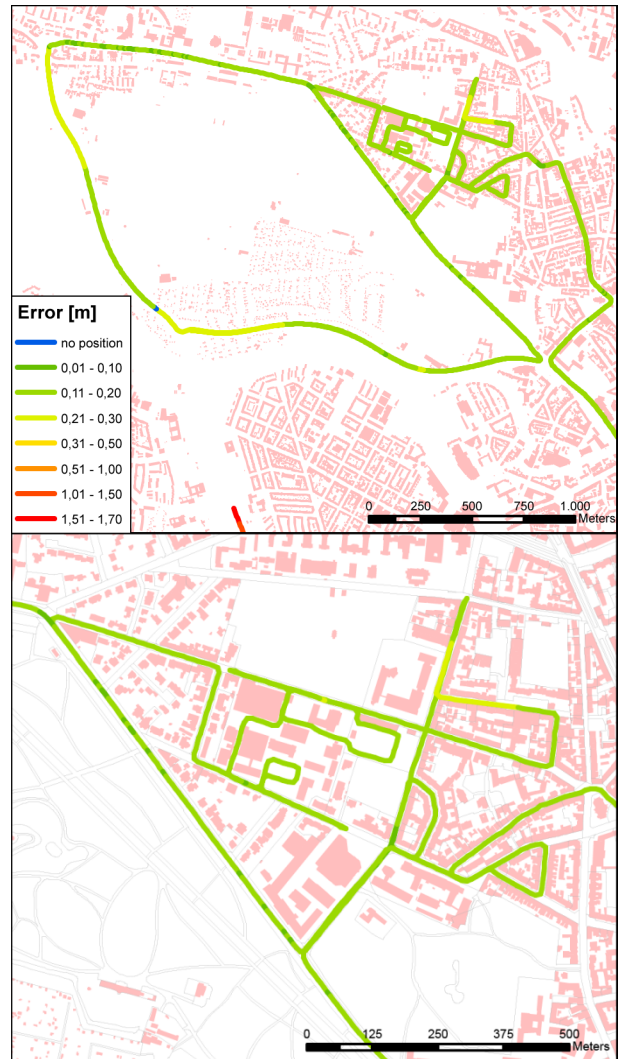 Error [m]
no position
0,01 - 0,10
0,11 - 0,20
0,21 - 0,30
0,31 - 0,50
0,51 - 1,00
1,01 - 1,50
1,51 - 1,70
0 250 500 750 1.000
Meters
0 125 250 375 500
Meters